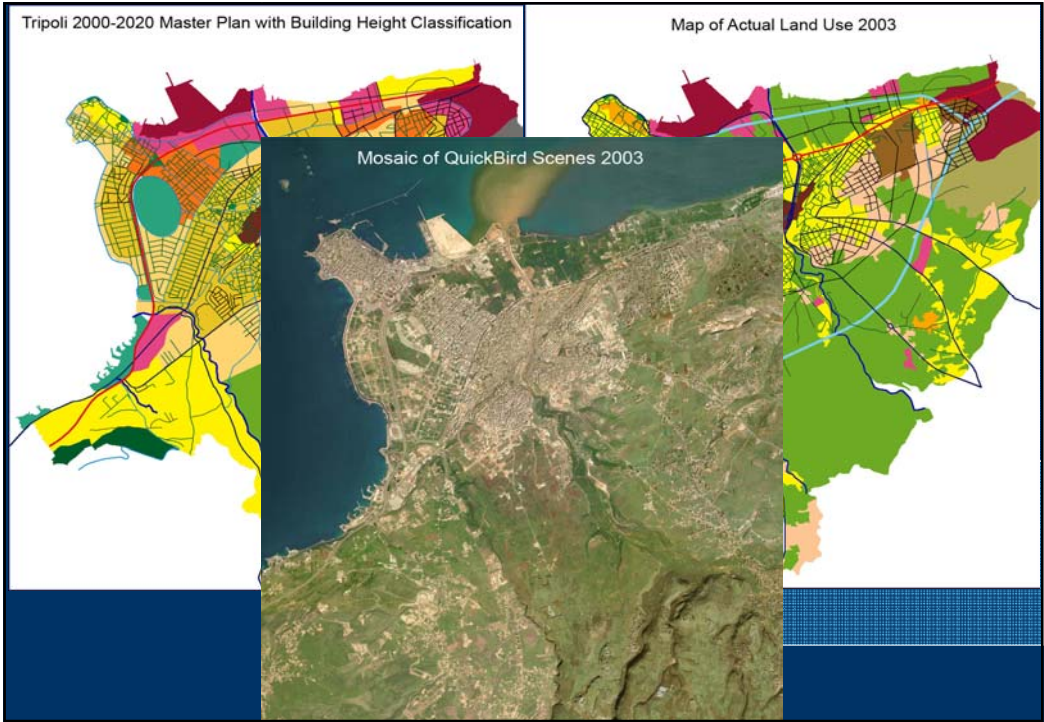 Tripoli 2000-2020 Master Plan with Building Height Classification
Map of Actual Land Use 2003
Mosaic of QuickBird Scenes 2003